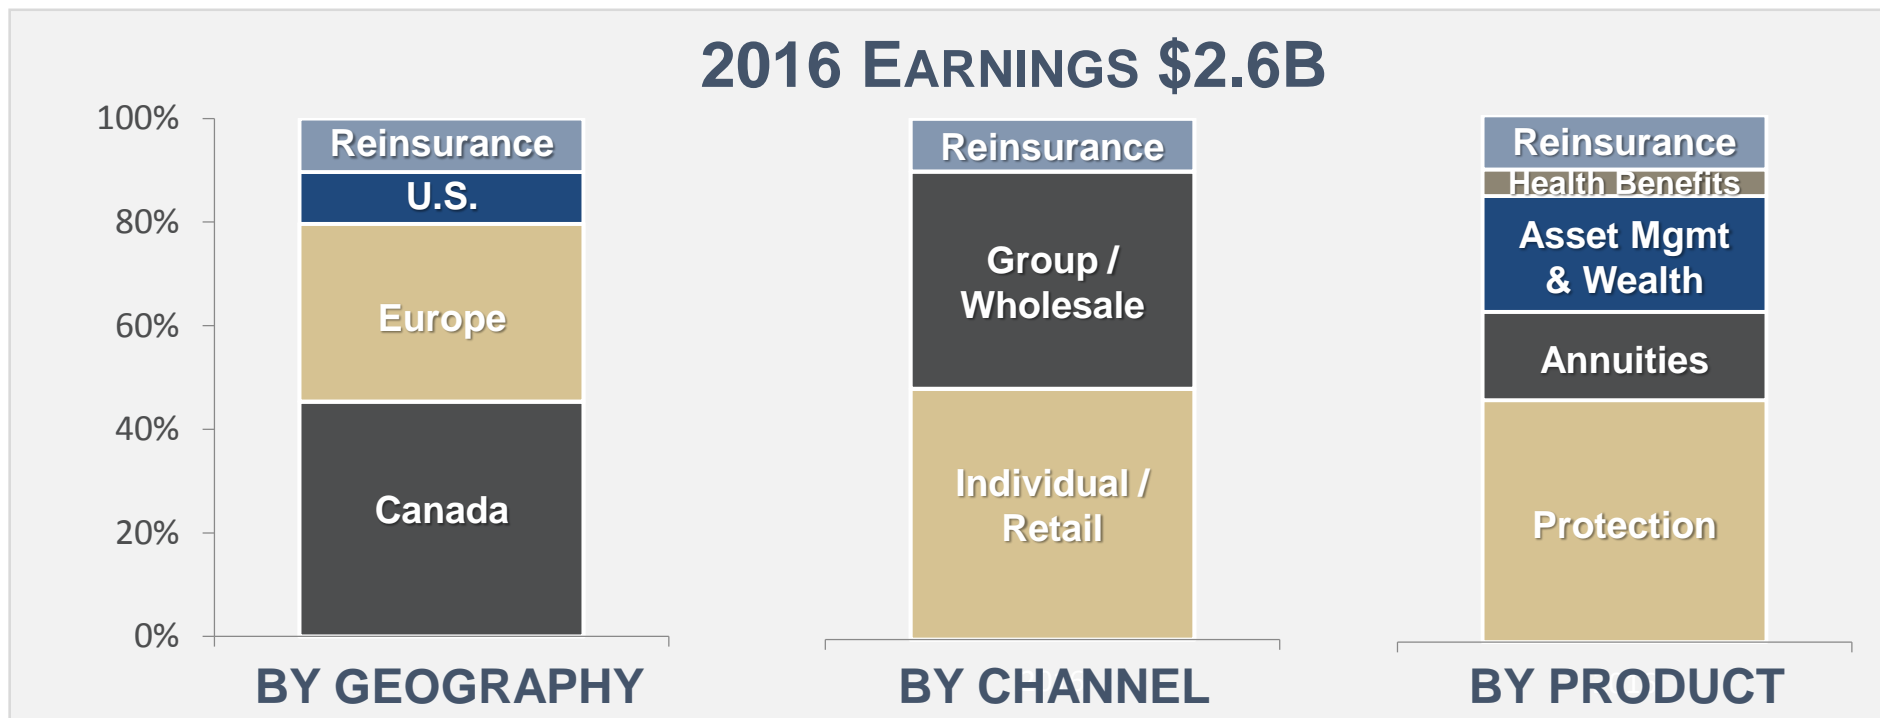 2016 EARNINGS $2.6B
100%
80%
60%
40%
20%
0%
Reinsurance
U.S.
Europe
Canada
BY GEOGRAPHY
Reinsurance
Group /
Wholesale
Individual /
Retail
BY CHANNEL
Reinsurance
Health Benefits
Asset Mgmt
& Wealth
Annuities
Protection
BY PRODUCT